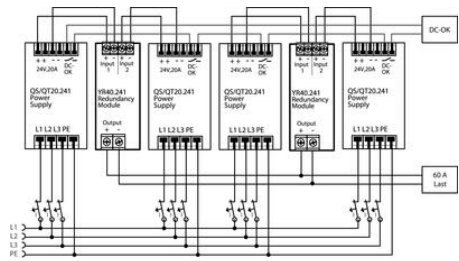 + + - -
24V,20A
DC-
OK
QS/QT20.241
Power
Supply
L1 L2 L3 PE
+ - + -
Input
1
Input
2
YR40.241
Redundancy
Module
Output
+ -
+ + - -
24V,20A
DC-
OK
QS/QT20.241
Power
Supply
L1 L2 L3 PE
+ + - -
24V,20A
DC-
OK
QS/QT20.241
Power
Supply
L1 L2 L3 PE
+ - + -
Input
1
Input
2
YR40.241
Redundancy
Module
Output
+ -
+ + - -
24V,20A
DC-
OK
QS/QT20.241
Power
Supply
L1 L2 L3 PE
DC-OK
60 A
Last
L1
L2
L3
PE